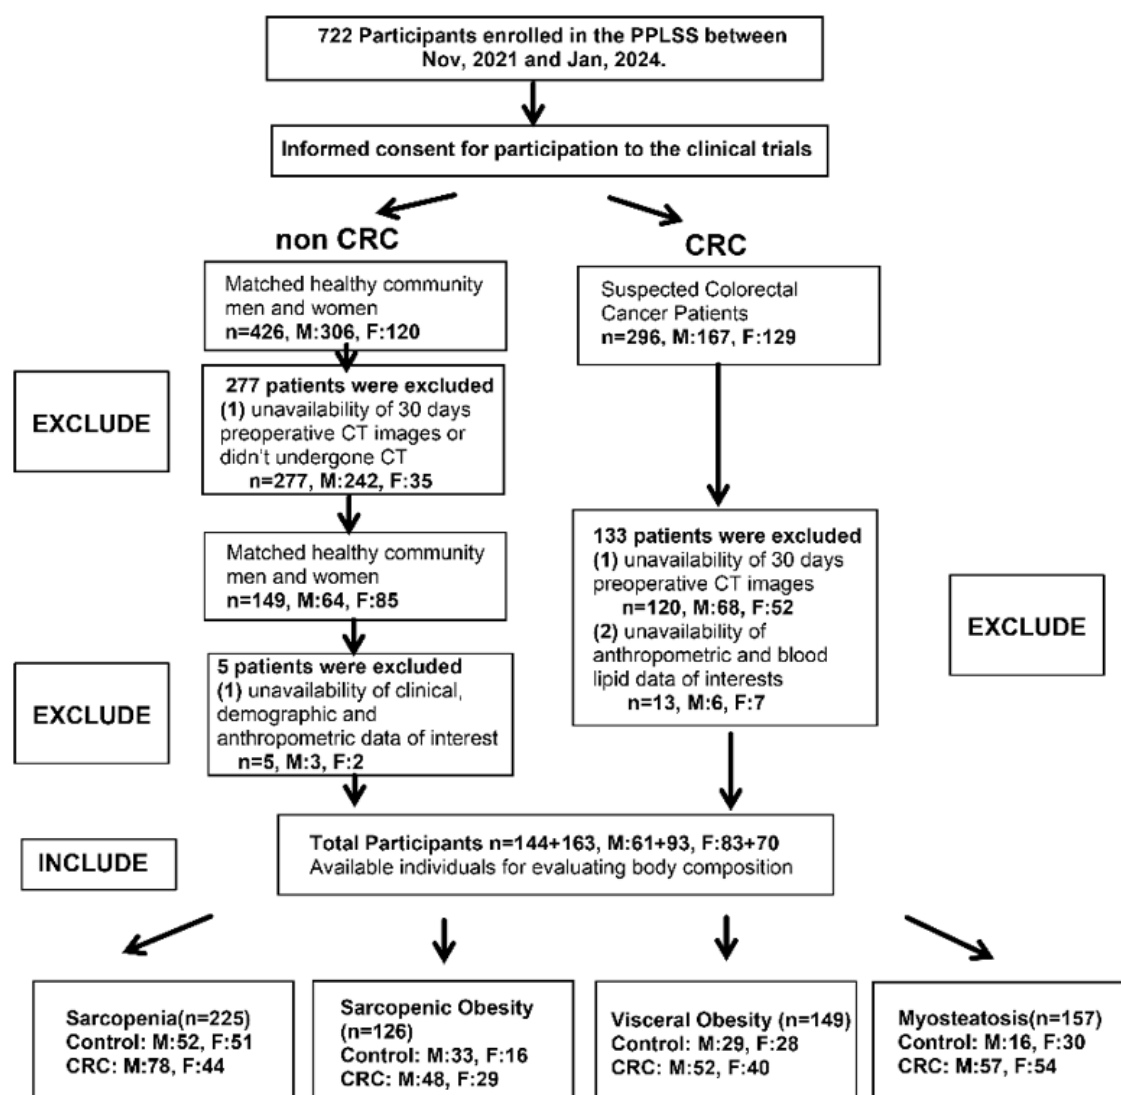 722 Participants enrolled in the PPLSS between
Nov, 2021 and Jan, 2024.
Informed consent for participation to the clinical trials
non CRC
CRC
Matched healthy community
men and women
n=426, M:306, F:120
Suspected Colorectal
Cancer Patients
n=296, M:167, F:129
EXCLUDE
277 patients were excluded
(1) unavailability of 30 days
preoperative CT images or
didn't undergone CT
n=277, M:242, F:35
Matched healthy community
men and women
n=149, M:64, F:85
133 patients were excluded
(1) unavailability of 30 days
preoperative CT images
n=120, M:68, F:52
(2) unavailability of
anthropometric and blood
lipid data of interests
n=13, M:6, F:7
EXCLUDE
EXCLUDE
5 patients were excluded
(1) unavailability of clinical,
demographic and
anthropometric data of interest
n=5, M:3, F:2
INCLUDE
Total Participants n=144+163, M:61+93, F:83+70
Available individuals for evaluating body composition
Sarcopenia(n=225)
Control: M:52, F:51
CRC: M:78, F:44
Sarcopenic Obesity
(n=126)
Control: M:33, F:16
CRC: M:48, F:29
Visceral Obesity (n=149)
Control: M:29, F:28
CRC: M:52, F:40
Myosteatosis(n=157)
Control: M:16, F:30
CRC: M:57, F:54